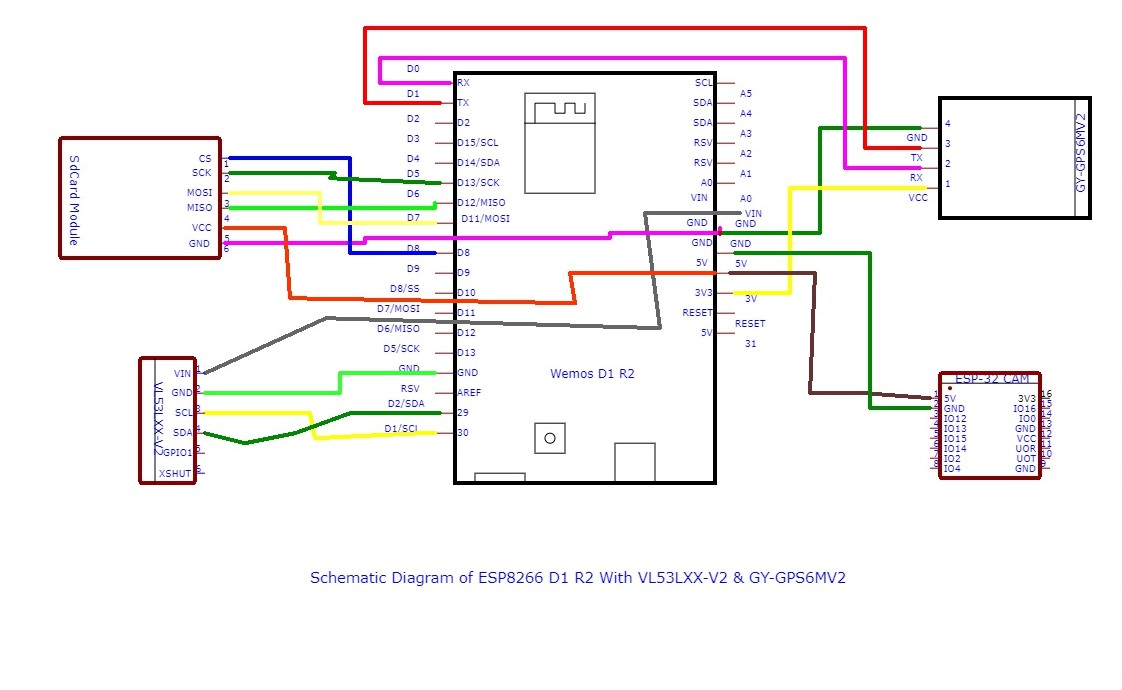 D0
D1
D2
D3
D4
D5
D6
D7
D8
D9
D8/SS
D7/MOSI
D6/MISO
D5/SCK
GND
RSV
D2/SDA
D1/SCL
RX
TX
D2
D15/SCL
D14/SDA
D13/SCK
D12/MISO
D11/MOSI
D8
D9
D10
D11
D12
D13
GND
AREF
29
30
Wemos D1 R2
SCL
SDA
SDA
RSV
RSV
A0
VIN
GND
GND
5V
3V3
RESET
5V
A5
A4
A3
A2
A1
A0
VIN
GND
GND
5V
3V
RESET
31
SdCard Module
CS
SCK
MOSI
MISO
VCC
GND
1
2
3
4
5
6
VL53LXX-V2
VIN
GND
SCL
SDA
GPIO1
XSHUT
1
2
3
4
5
6
GY-GPS6MV2
4
GND
3
TX
2
RX
1
VCC
ESP-32 CAM
1
2
3
4
5
6
7
8
5V
GND
IO12
IO13
IO15
IO14
IO2
IO4
3V3
IO16
IO0
GND
VCC
UOR
UOT
GND
16
15
14
13
12
11
10
9
Schematic Diagram of ESP8266 D1 R2 With VL53LXX-V2 & GY-GPS6MV2